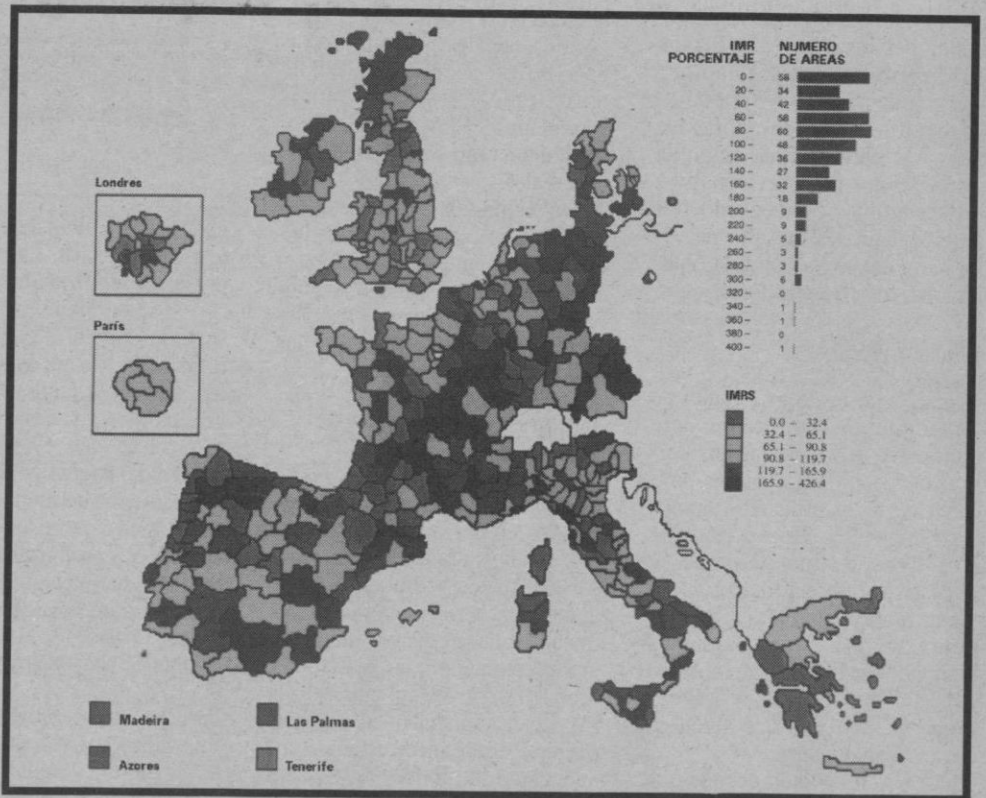 IMR NUMERO
PORCENTAJE DE AREAS
0 – 58
20 – 34
40 – 42
60 – 58
80 – 60
100 – 48
120 – 36
140 – 27
160 – 32
180 – 18
200 – 9
220 – 9
240 – 5
260 – 3
280 – 3
300 – 6
320 – 0
340 – 1
360 – 1
380 – 0
400 – 1
Londres
París
IMRS
0.0 – 32.4
32.4 – 65.1
65.1 – 90.8
90.8 – 119.7
119.7 – 165.9
165.9 – 426.4
Madeira Las Palmas
Azores Tenerife